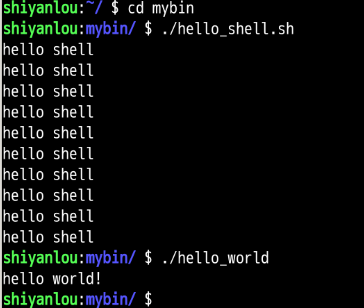 shiyanlou:~/ $ cd mybin
shiyanlou:mybin/ $ ./hello_shell.sh
hello shell
hello shell
hello shell
hello shell
hello shell
hello shell
hello shell
hello shell
hello shell
hello shell
shiyanlou:mybin/ $ ./hello_world
hello world!
shiyanlou:mybin/ $